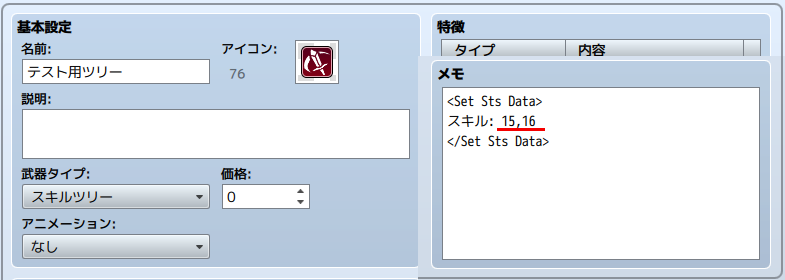 基本設定
名前:
アイコン:
テスト用ツリー
76
説明:
武器タイプ:
価格:
スキルツリー
0
アニメーション:
なし
特徴
タイプ
内容
メモ
<Set Sts Data>
スキル: 15,16
</Set Sts Data>